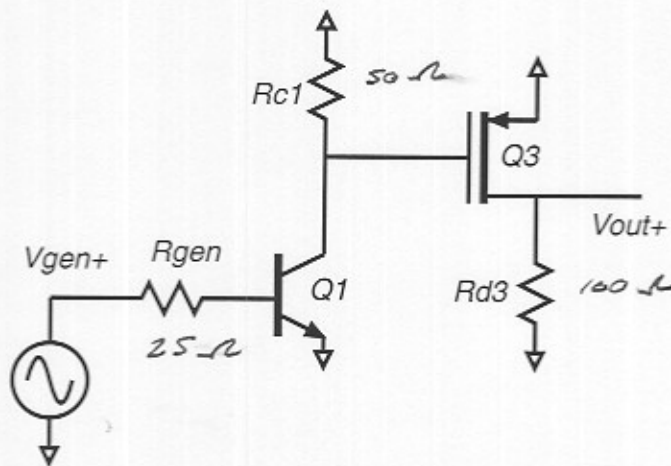 Rc1
50 Ω
Q3
Vout+
Vgen+
Rgen
Q1
25 Ω
Rd3
100 Ω